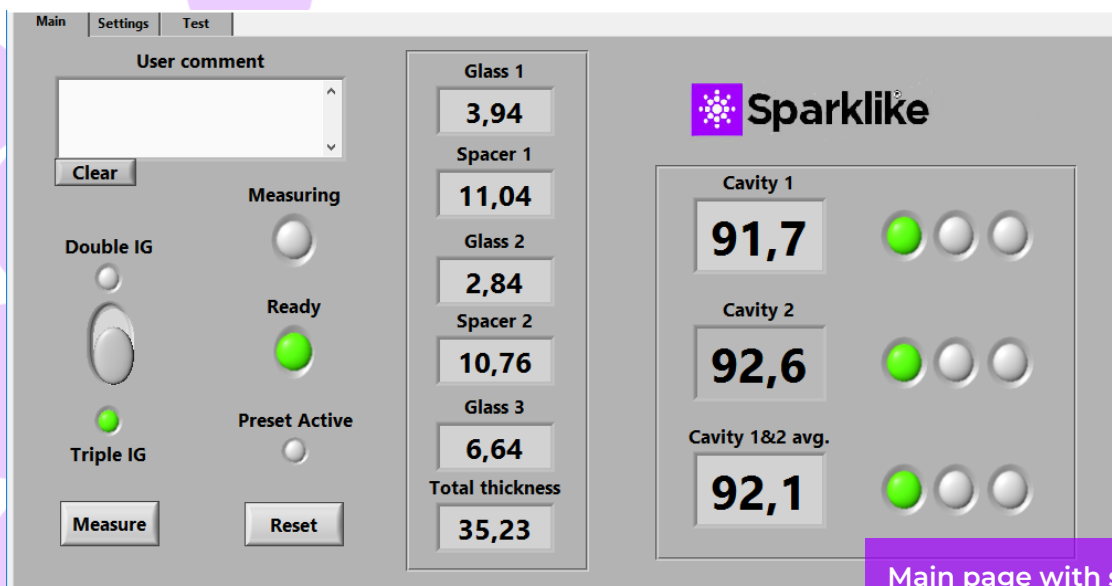 Main Settings Test
User comment
Clear
Measuring
Double IG
Ready
Preset Active
Triple IG
Measure Reset
Glass 1
3,94
Spacer 1
11,04
Glass 2
2,84
Spacer 2
10,76
Glass 3
6,64
Total thickness
35,23
Sparklike
Cavity 1
91,7
Cavity 2
92,6
Cavity 1&2 avg.
92,1
Main page with